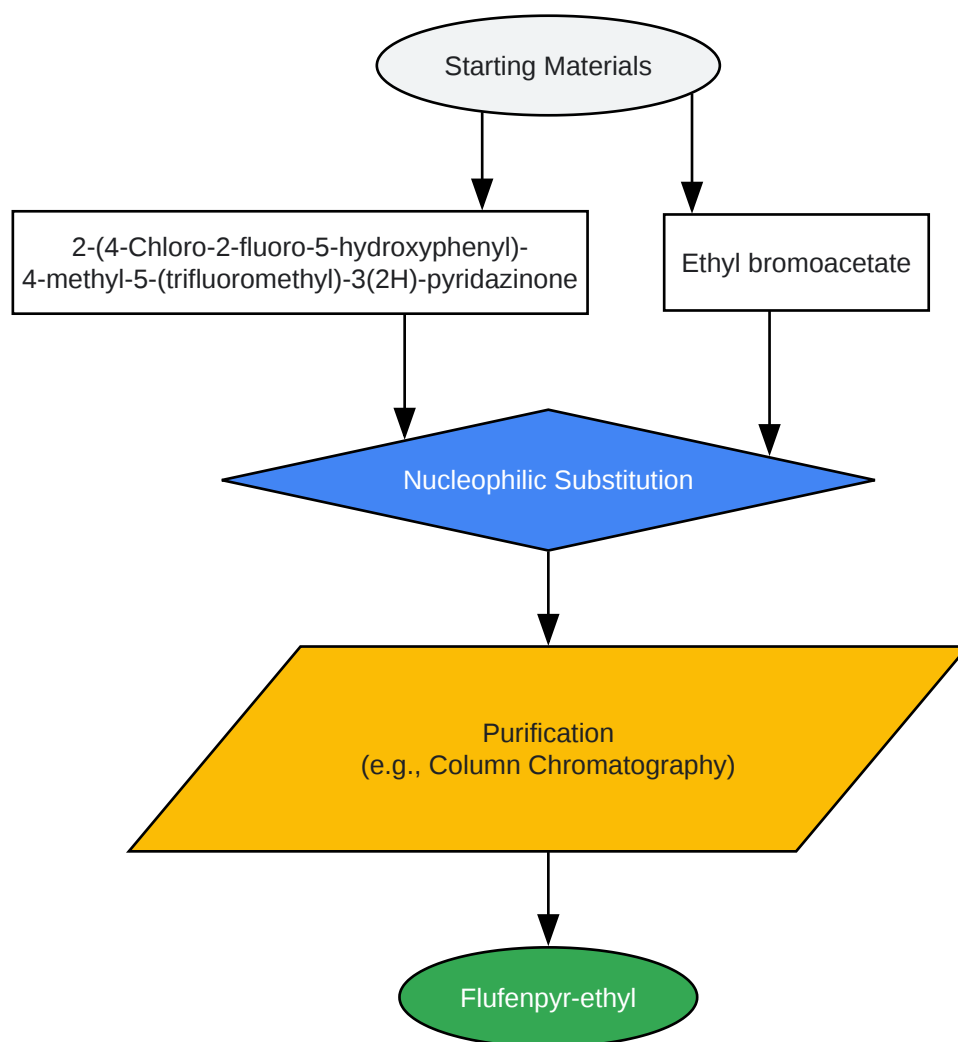 Starting Materials
2-(4-Chloro-2-fluoro-5-hydroxyphenyl)-
4-methyl-5-(trifluoromethyl)-3(2H)-pyridazinone
Ethyl bromoacetate
Nucleophilic Substitution
Purification
(e.g., Column Chromatography)
Flufenpyr-ethyl